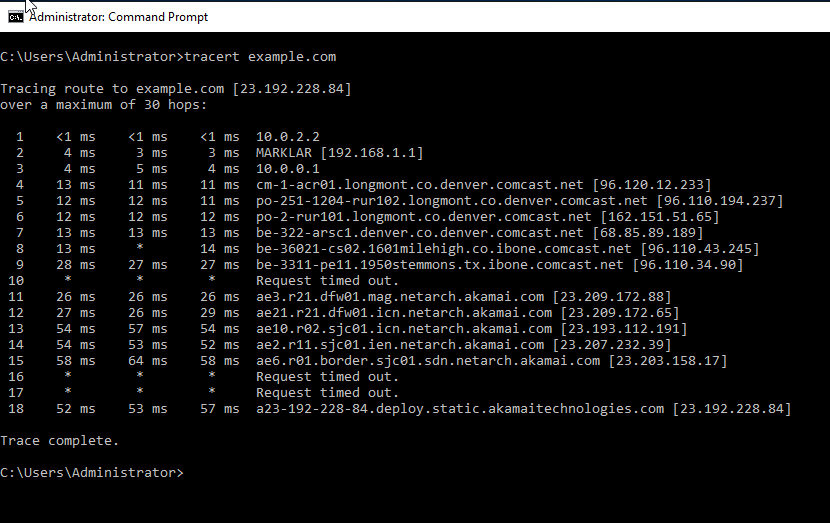 Administrator: Command Prompt
C:\Users\Administrator>tracert example.com
Tracing route to example.com [23.192.228.84]
over a maximum of 30 hops:
1 <1 ms <1 ms <1 ms 10.0.2.2
2 4 ms 3 ms 3 ms MARKLAR [192.168.1.1]
3 4 ms 5 ms 4 ms 10.0.0.1
4 13 ms 11 ms 11 ms cm-1-acr01.longmont.co.denver.comcast.net [96.120.12.233]
5 12 ms 12 ms 11 ms po-251-1204-rur102.longmont.co.denver.comcast.net [96.110.194.237]
6 12 ms 12 ms 12 ms po-2-rur101.longmont.co.denver.comcast.net [162.151.51.65]
7 13 ms 13 ms 13 ms be-322-arsc1.denver.co.denver.comcast.net [68.85.89.189]
8 13 ms * 14 ms be-36021-cs02.1601milehigh.co.ibone.comcast.net [96.110.43.245]
9 28 ms 27 ms 27 ms be-3311-pe11.1950stemmons.tx.ibone.comcast.net [96.110.34.90]
10 * * * Request timed out.
11 26 ms 26 ms 26 ms ae3.r21.dfw01.mag.netarch.akamai.com [23.209.172.88]
12 27 ms 26 ms 29 ms ae21.r21.dfw01.icn.netarch.akamai.com [23.209.172.65]
13 54 ms 57 ms 54 ms ae10.r02.sjc01.icn.netarch.akamai.com [23.193.112.191]
14 54 ms 53 ms 52 ms ae2.r11.sjc01.ien.netarch.akamai.com [23.207.232.39]
15 58 ms 64 ms 58 ms ae6.r01.border.sjc01.sdn.netarch.akamai.com [23.203.158.17]
16 * * * Request timed out.
17 * * * Request timed out.
18 52 ms 53 ms 57 ms a23-192-228-84.deploy.static.akamaitechnologies.com [23.192.228.84]
Trace complete.
C:\Users\Administrator>